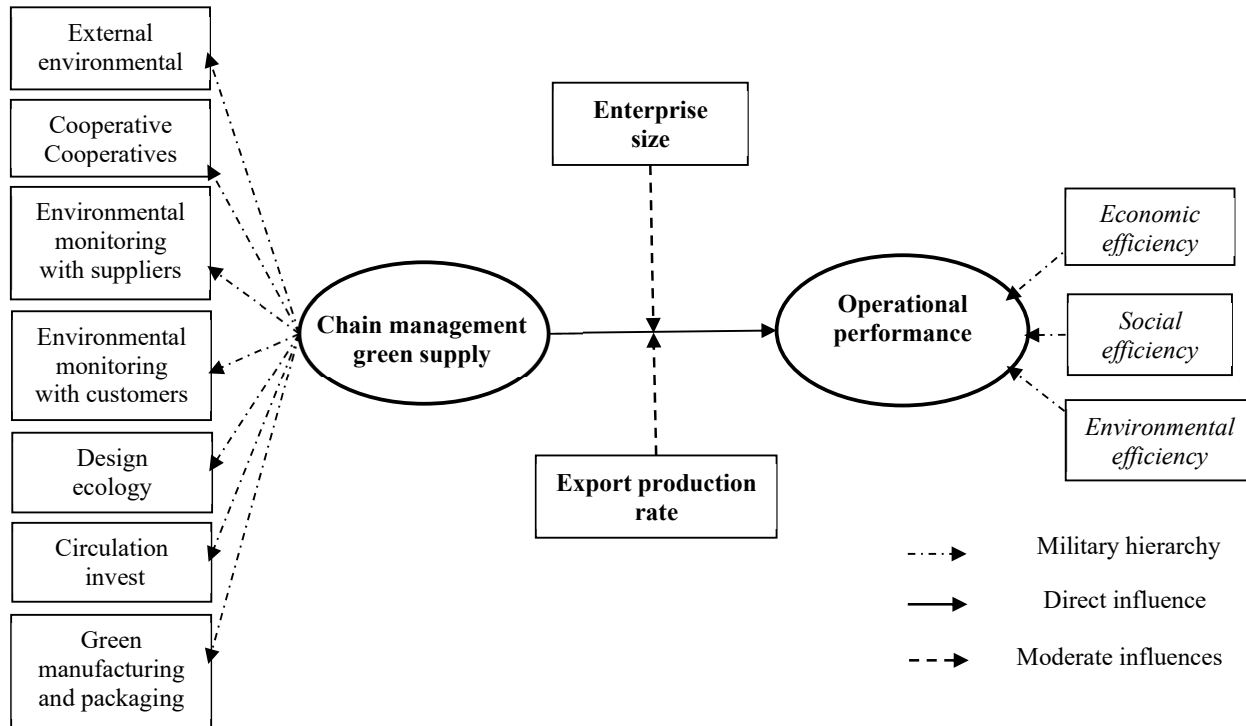 External
environmental
Cooperative
Cooperatives
Environmental
monitoring
with suppliers
Environmental
monitoring
with customers
Design
ecology
Circulation
invest
Green
manufacturing
and packaging
Chain management
green supply
Enterprise
size
Export production
rate
Operational
performance
Economic
efficiency
Social
efficiency
Environmental
efficiency
Military hierarchy
Direct influence
Moderate influences